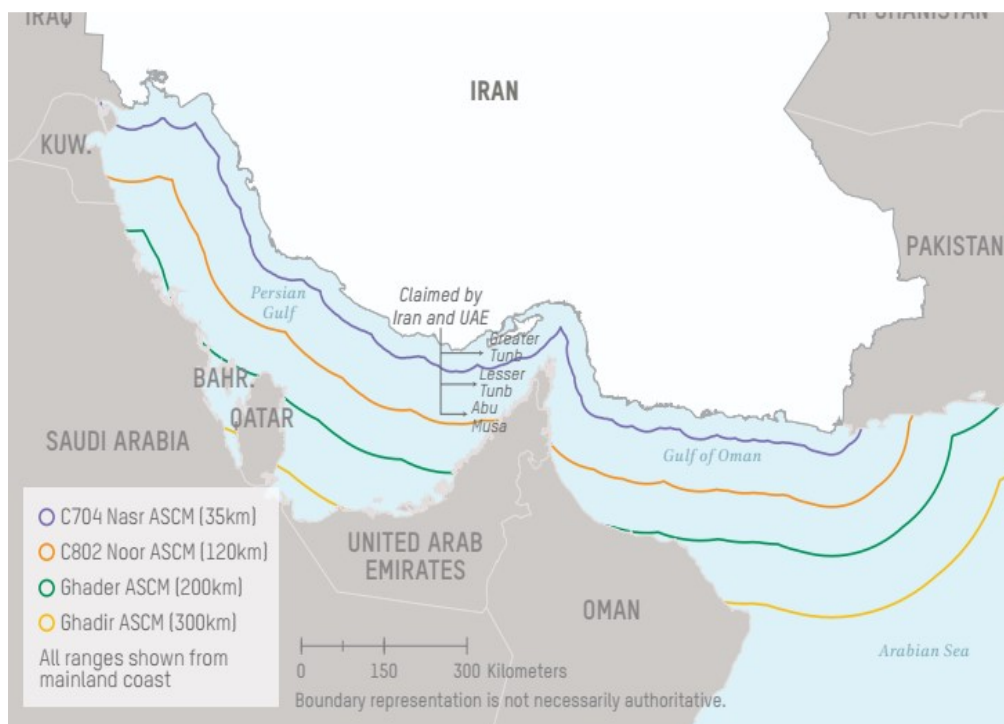 IRAQ
AFGHANISTAN
IRAN
KUW.
PAKISTAN
Persian
Gulf
Claimed by
Iran and UAE
Greater
Tunb
Lesser
Tunb
Abu
Musa
BAHR.
QATAR
SAUDI ARABIA
Gulf of Oman
UNITED ARAB
EMIRATES
OMAN
Arabian Sea
C704 Nasr ASCM (35km)
C802 Noor ASCM (120km)
Ghader ASCM (200km)
Ghadir ASCM (300km)
All ranges shown from
mainland coast
0 150 300 Kilometers
Boundary representation is not necessarily authoritative.